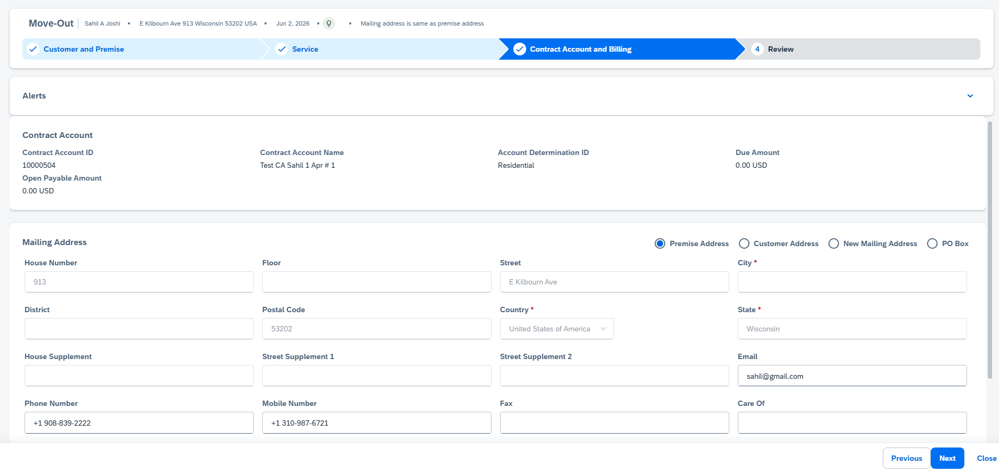 Move-Out Sahil A Joshi • E Kilbourn Ave 913 Wisconsin 53202 USA • Jun 2, 2026 • • Mailing address is same as premise address
Customer and Premise Service Contract Account and Billing 4 Review
Alerts
Contract Account
Contract Account ID Contract Account Name Account Determination ID Due Amount
10000504 Test CA Sahil 1 Apr # 1 Residential 0.00 USD
Open Payable Amount
0.00 USD
Mailing Address Premise Address Customer Address New Mailing Address PO Box
House Number Floor Street City *
913 E Kilbourn Ave
District Postal Code Country * State *
53202 United States of America Wisconsin
House Supplement Street Supplement 1 Street Supplement 2 Email
sahil@gmail.com
Phone Number Mobile Number Fax Care Of
+1 908-839-2222 +1 310-987-6721
Previous Next Close